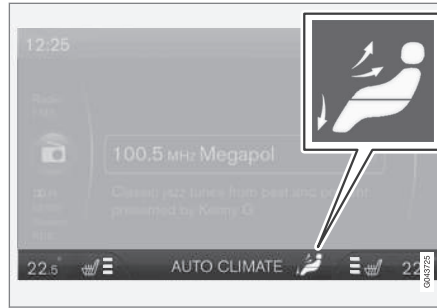 12:25
100.5 MHz Megapol
Classic jazz tunes from best and
presented by Kenny G
22.5° AUTO CLIMATE 22
G043725